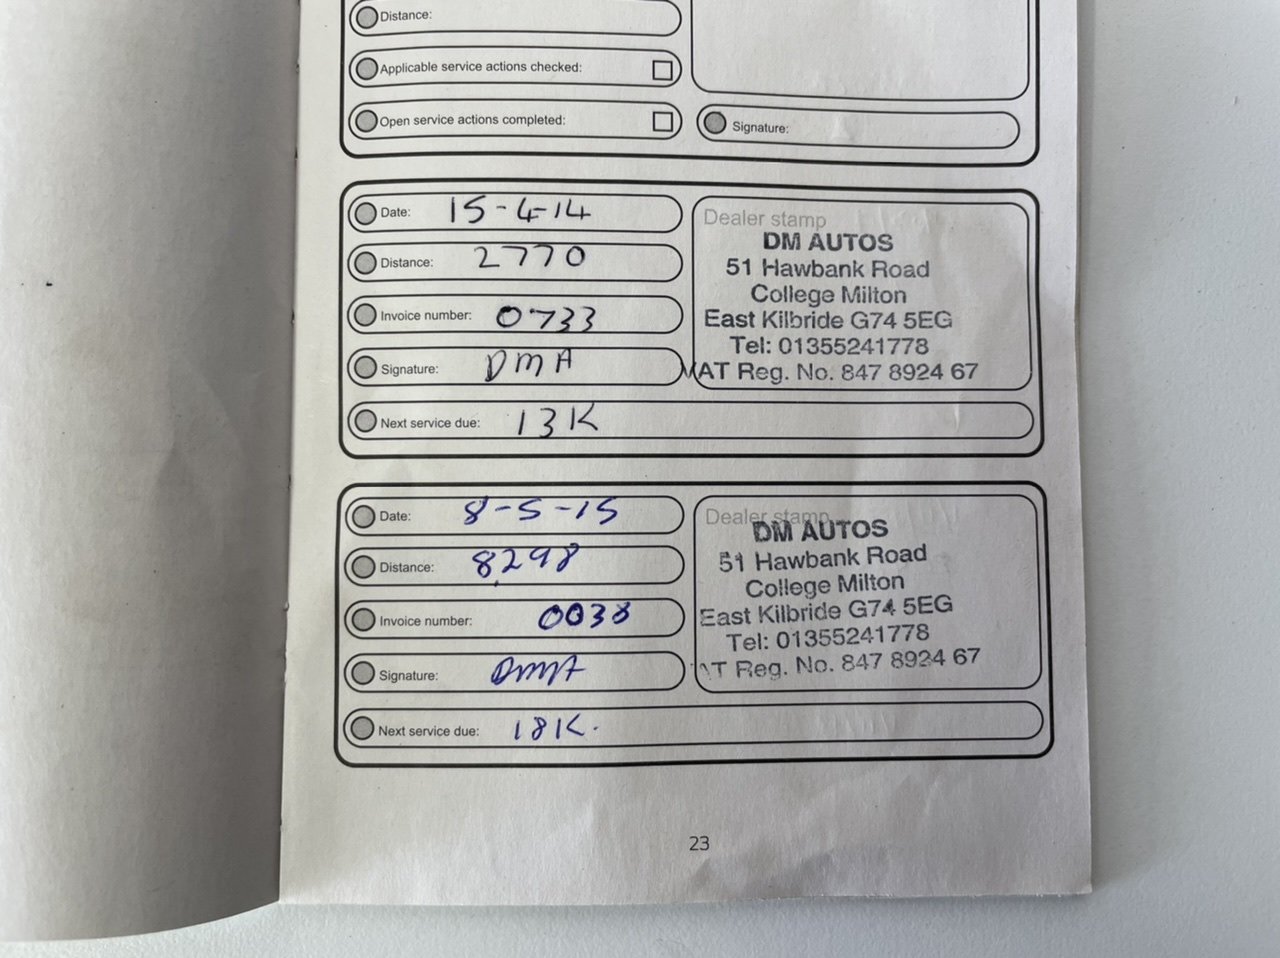 Distance:
Applicable service actions checked:
Open service actions completed:
Signature:
Date: 15-4-14
Distance: 2770
Invoice number: 0733
Signature: DMA
Next service due: 13K
Dealer stamp
DM AUTOS
51 Hawbank Road
College Milton
East Kilbride G74 5EG
Tel: 01355241778
VAT Reg. No. 847 8924 67
Date: 8-5-15
Distance: 8298
Invoice number: 0038
Signature: DMA
Next service due: 18K.
Dealer stamp
DM AUTOS
51 Hawbank Road
College Milton
East Kilbride G74 5EG
Tel: 01355241778
AT Reg. No. 847 8924 67
23